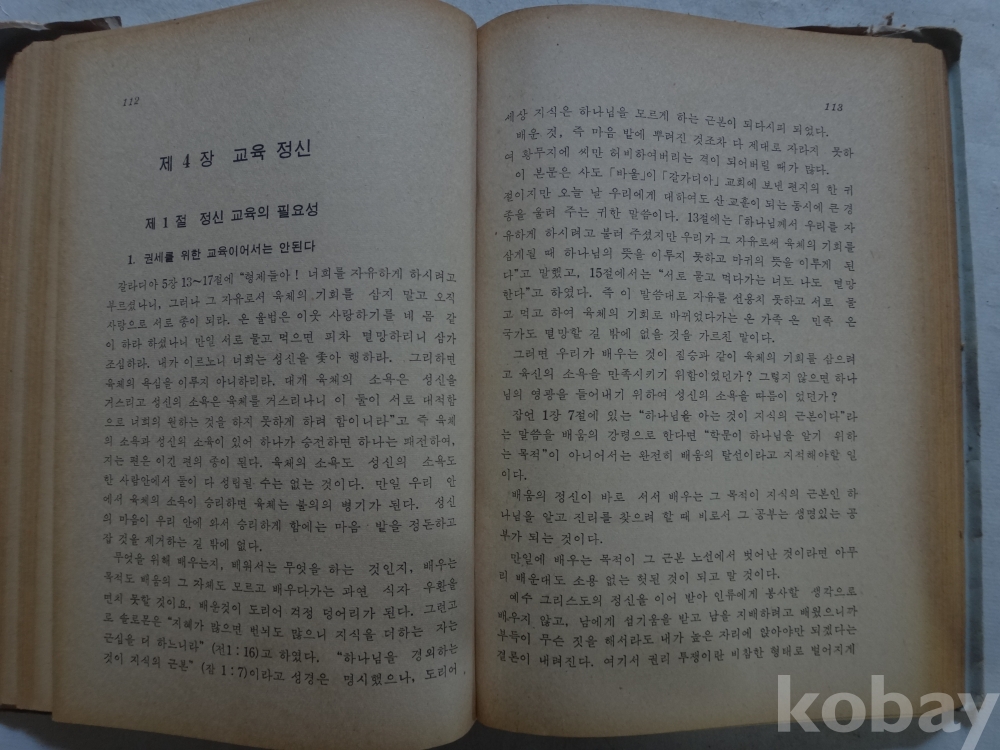 112
제 4 장 교육 정신
제 1 절 정신 교육의 필요성
1. 권세를 위한 교육이어서는 안된다
갈라디아 5장 13~17절에 "형제들아! 너희를 자유하게 하시려고
부르셨나니, 그러나 그 자유로서 육체의 기회를 삼지 말고 오직
사랑으로 서로 종이 되라. 온 율법은 이웃 사랑하기를 네 몸 같
이 하라 하셨나니 만일 서로 물고 먹으면 피차 멸망하리니 삼가
조심하라. 내가 이르노니 너희는 성신을 좇아 행하라. 그리하면
육체의 욕심을 이루지 아니하리라. 대개 육체의 소욕은 성신을
거스리고 성신의 소욕은 육체를 거스리나니 이 둘이 서로 대적함
으로 너희의 원하는 것을 하지 못하게 하려 함이니라"고 즉 육체
의 소욕과 성신의 소욕이 있어 하나가 승전하면 하나는 패전하여,
저는 편은 이긴 편의 종이 된다. 육체의 소욕도 성신의 소욕도
한 사람안에서 둘이 다 성립될 수는 없는 것이다. 만일 우리 안
에서 육체의 소욕이 승리하면 육체는 불의의 병기가 된다. 성신
의 마음이 우리 안에 와서 승리하게 함에는 마음 밭을 정돈하고
잡 것을 제거하는 길 밖에 없다.
무엇을 위해 배우는지, 배워서는 무엇을 하는 것인지, 배우는
목적도 배움의 그 자체도 모르고 배우다가는 과연 식자 우환을
면치 못할 것이요, 배운것이 도리어 걱정 덩어리가 된다. 그런고
로 솔로몬은 "지혜가 많으면 번뇌도 많으니 지식을 더하는 자는
근심을 더 하느니라" (전1:16)고 하였다. "하나님을 경외하는
것이 지식의 근본" (잠 1:7)이라고 성경은 명시했으나, 도리어
113
세상 지식은 하나님을 모르게 하는 근본이 되다시피 되었다.
배운 것, 즉 마음 밭에 뿌려진 것조차 다 제대로 자라지 못하
여 황무지에 씨만 허비하여버리는 격이 되어버릴 때가 많다.
이 본문은 사도 「바울」이 「갈가디아」 교회에 보낸 편지의 한 귀
절이지만 오늘 날 우리에게 대하여도 산 교훈이 되는 동시에 큰 경
종을 울려 주는 귀한 말씀이다. 13절에는 「하나님께서 우리를 자
유하게 하시려고 불러 주셨지만 우리가 그 자유로써 육체의 기회를
삼게될 때 하나님의 뜻을 이루지 못하고 마귀의 뜻을 이루게 된
다"고 말했고, 15절에서는 "서로 물고 먹다가는 너도 나도 멸망
한다"고 하였다. 즉 이 말씀대로 자유를 선용치 못하고 서로 물
고 먹고 하여 육체의 기회로 바뀌었다가는 온 가족 온 민족 온
국가도 멸망할 길 밖에 없을 것을 가르친 말이다.
그러면 우리가 배우는 것이 짐승과 같이 육체의 기회를 삼으려
고 육신의 소욕을 만족시키기 위함이었던가? 그렇지 않으면 하나
님의 영광을 들어내기 위하여 성신의 소욕을 따름이 있던가?
잠언 1장 7절에 있는 "하나님을 아는 것이 지식의 근본이다"라
는 말씀을 배움의 강령으로 한다면 "학문이 하나님을 알기 위하
는 목적"이 아니어서는 완전히 배움의 탈선이라고 지적해야할 일
이다.
배움의 정신이 바로 서서 배우는 그 목적이 지식의 근본인 하
나님을 알고 진리를 찾으려 할 때 비로서 그 공부는 생명있는 공
부가 되는 것이다.
만일에 배우는 목적이 그 근본 노선에서 벗어난 것이라면 아무
리 배운대도 소용 없는 헛된 것이 되고 말 것이다.
예수 그리스도의 정신을 이어 받아 인류에게 봉사할 생각으로
배우지 않고, 남에게 섬기움을 받고 남을 지배하려고 배웠으니까
부득이 무슨 짓을 해서라도 내가 높은 자리에 앉아야만 되겠다는
결론이 내려진다. 여기서 권리 투쟁이란 비참한 형태로 벌어지게
kobay